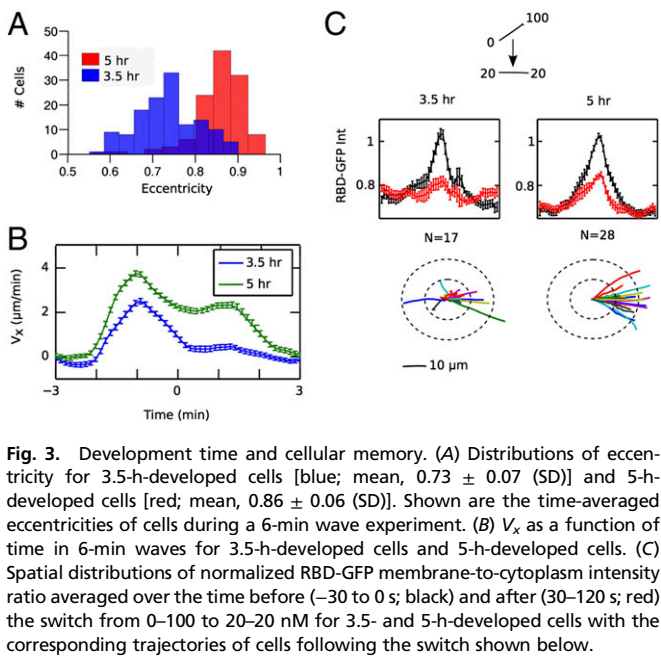 A
50
40
30
20
10
0
# Cells
5 hr
3.5 hr
0.5 0.6 0.7 0.8 0.9 1
Eccentricity
B
4
2
0
Vx (μm/min)
3.5 hr
5 hr
−3 0 3
Time (min)
C
100
0
20 20
3.5 hr 5 hr
RBD-GFP Int
1 1
0.8 0.8
N=17 N=28
10 μm
Fig. 3. Development time and cellular memory. (A) Distributions of eccen-
tricity for 3.5-h-developed cells [blue; mean, 0.73 ± 0.07 (SD)] and 5-h-
developed cells [red; mean, 0.86 ± 0.06 (SD)]. Shown are the time-averaged
eccentricities of cells during a 6-min wave experiment. (B) Vx as a function of
time in 6-min waves for 3.5-h-developed cells and 5-h-developed cells. (C)
Spatial distributions of normalized RBD-GFP membrane-to-cytoplasm intensity
ratio averaged over the time before (−30 to 0 s; black) and after (30–120 s; red)
the switch from 0–100 to 20–20 nM for 3.5- and 5-h-developed cells with the
corresponding trajectories of cells following the switch shown below.